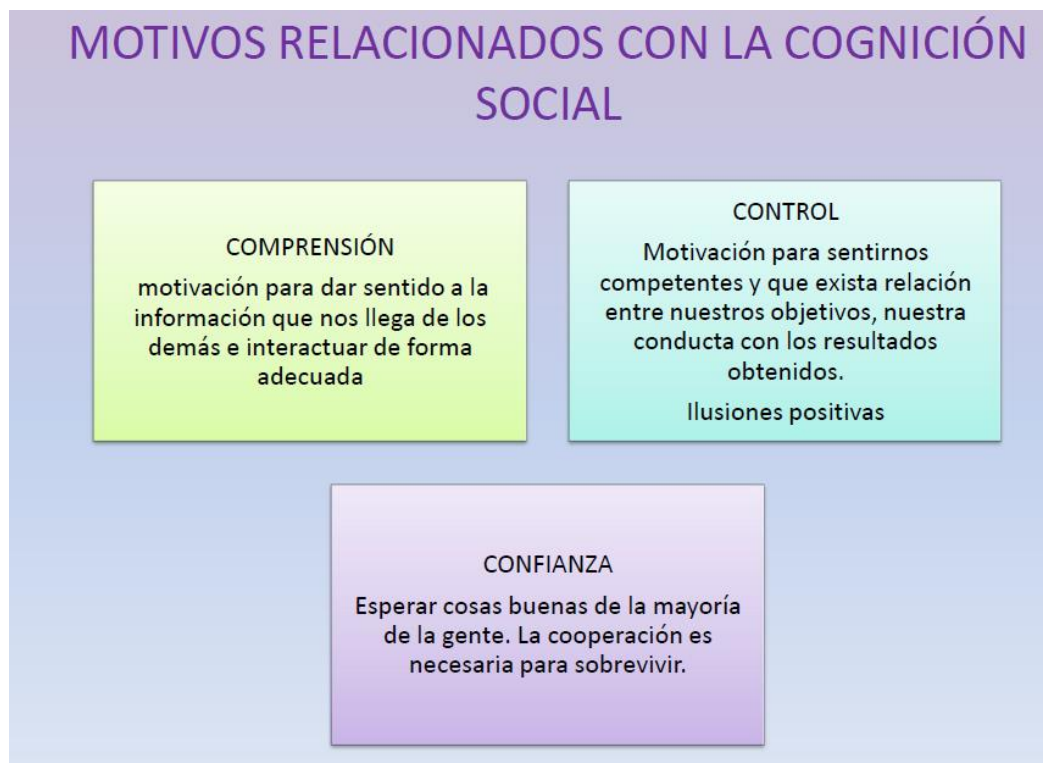 MOTIVOS RELACIONADOS CON LA COGNICIÓN
SOCIAL
COMPRENSIÓN
motivación para dar sentido a la
información que nos llega de los
demás e interactuar de forma
adecuada
CONTROL
Motivación para sentirnos
competentes y que exista relación
entre nuestros objetivos, nuestra
conducta con los resultados
obtenidos.
Ilusiones positivas
CONFIANZA
Esperar cosas buenas de la mayoría
de la gente. La cooperación es
necesaria para sobrevivir.